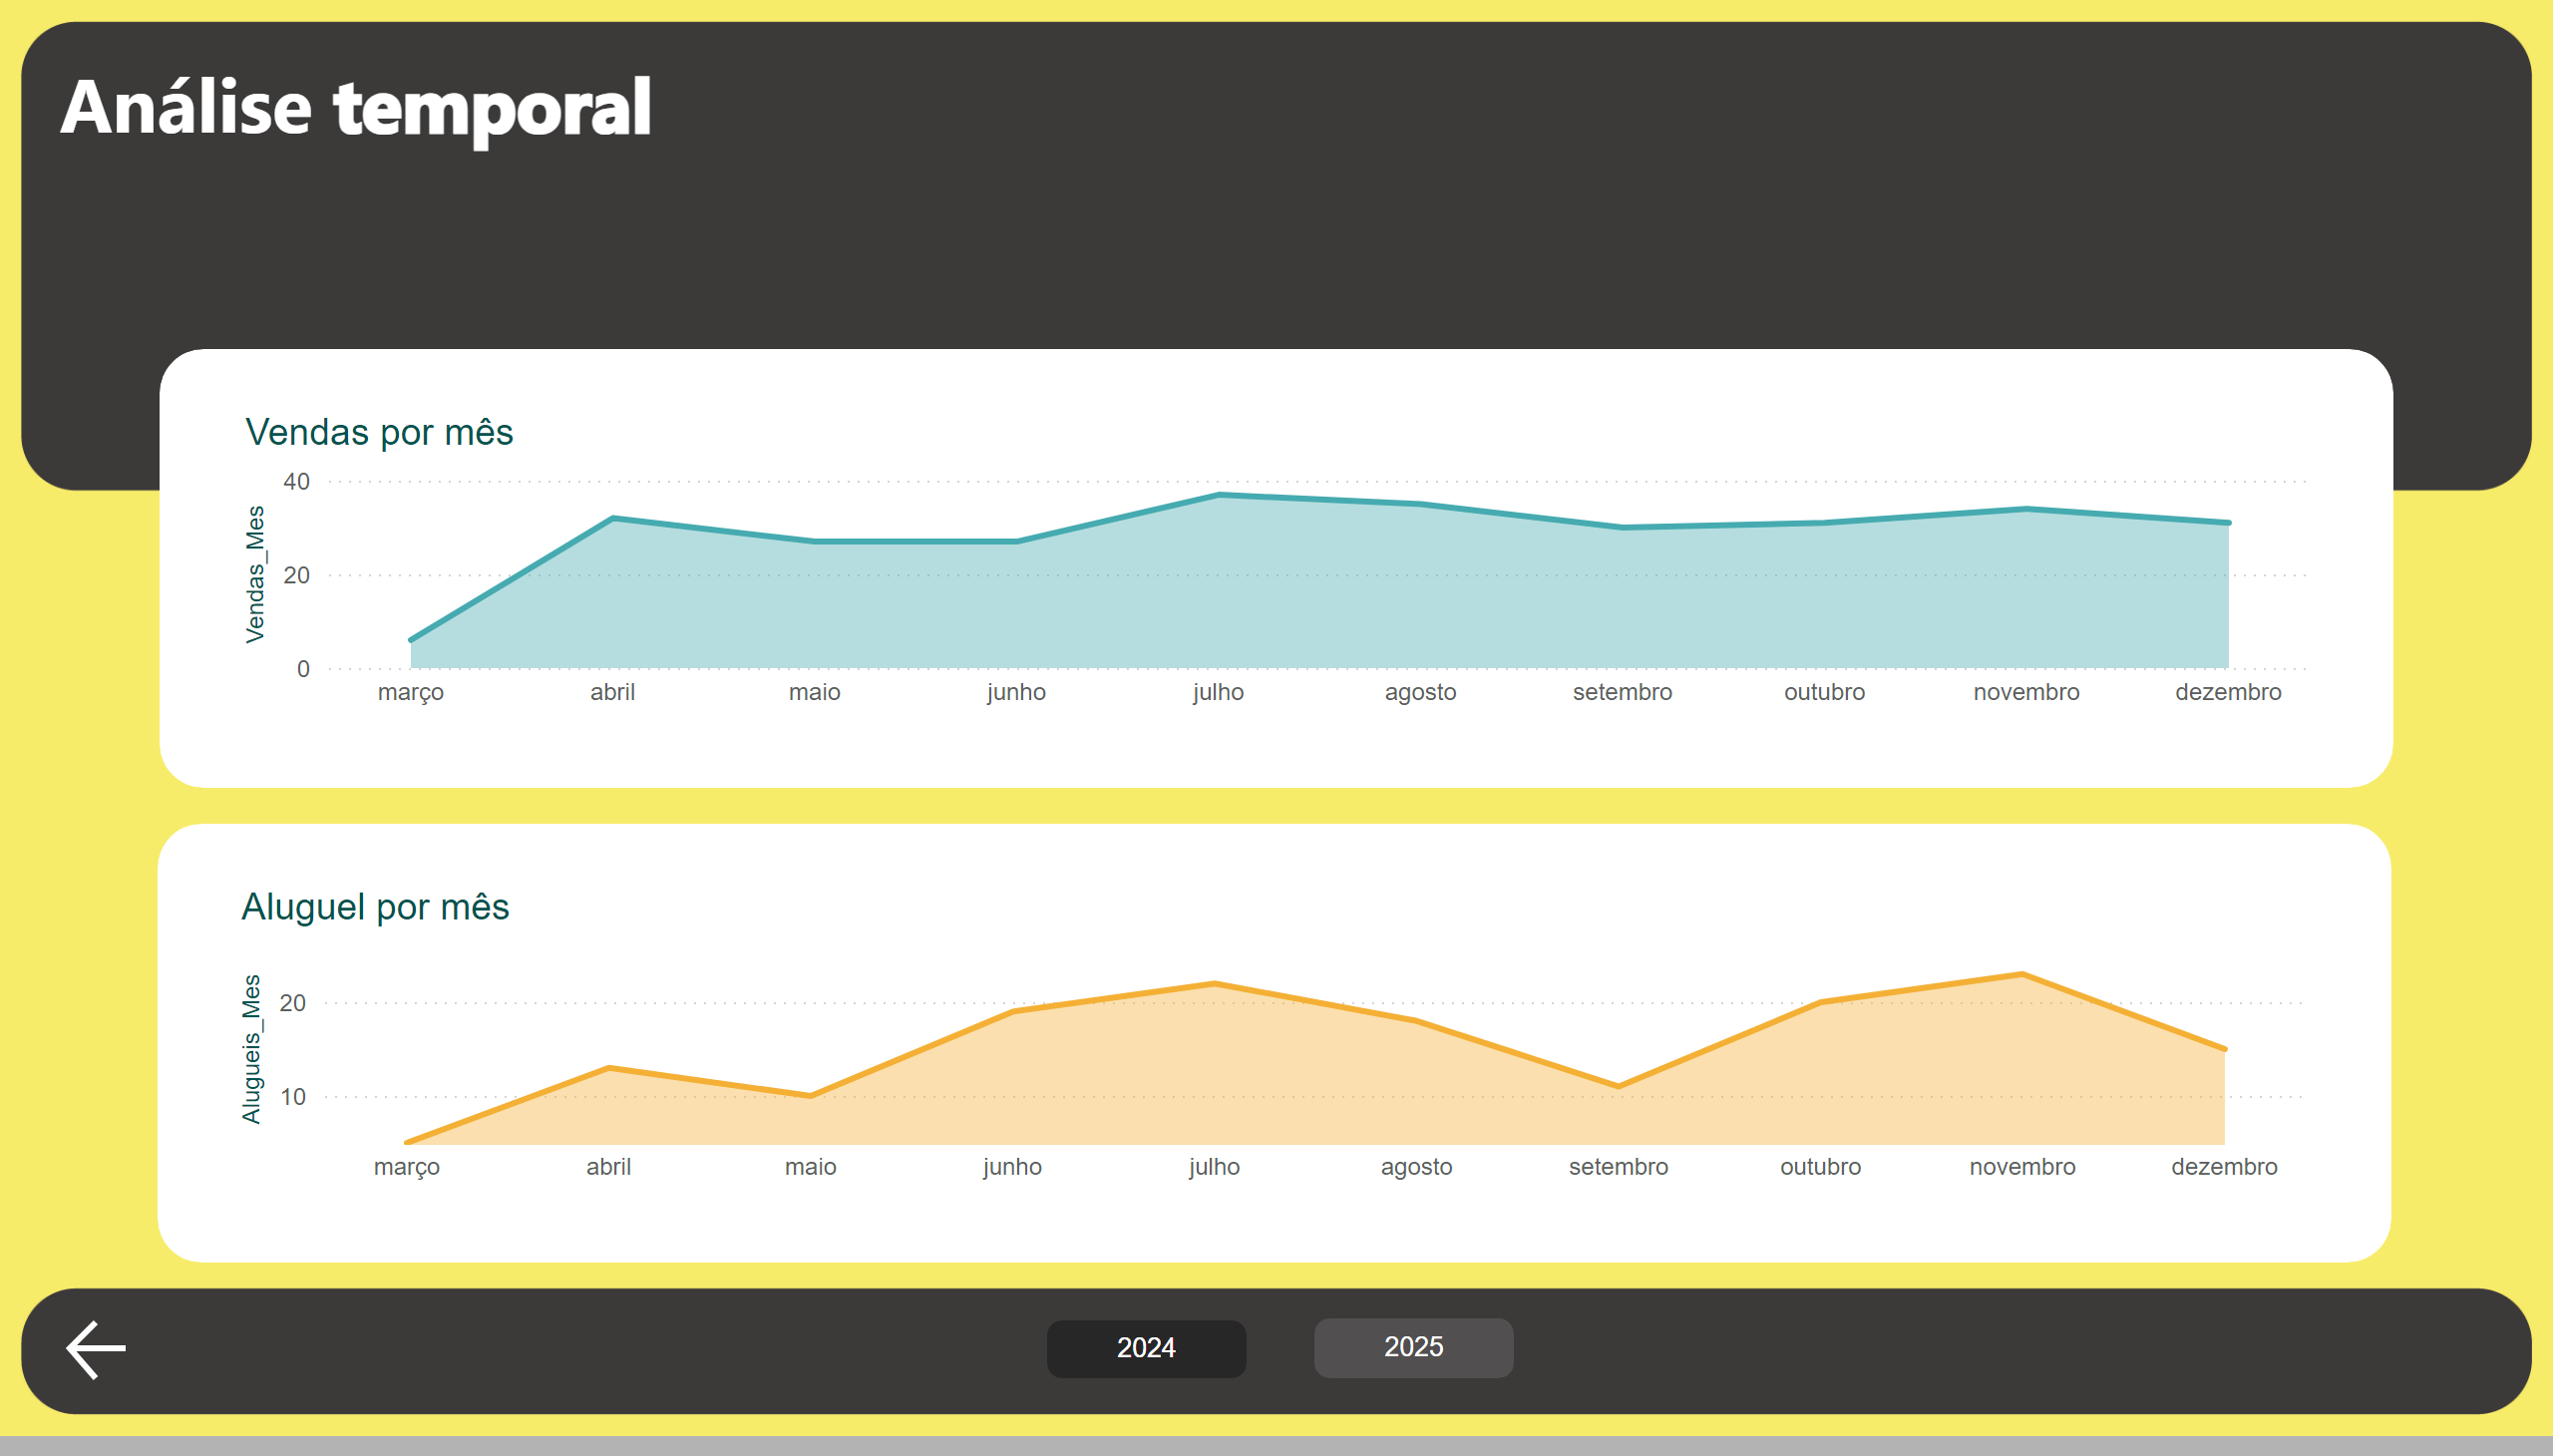 Análise temporal
Vendas por mês
Vendas_Mes
40
20
0
março abril maio junho julho agosto setembro outubro novembro dezembro
Aluguel por mês
Alugueis_Mes
20
10
março abril maio junho julho agosto setembro outubro novembro dezembro
2024 2025